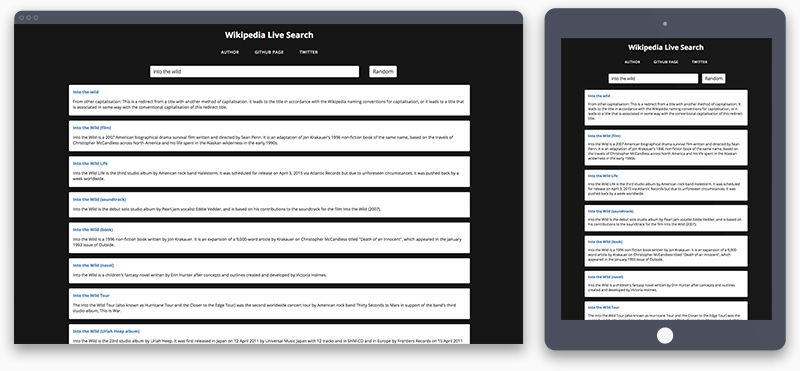 Wikipedia Live Search
AUTHOR GITHUB PAGE TWITTER
into the wild Random
Into the wild
From other capitalisation: This is a redirect from a title with another method of capitalisation. It leads to the title in accordance with the Wikipedia naming conventions for capitalisation, or it leads to a title that
is associated in some way with the conventional capitalisation of this redirect title.
Into the Wild (film)
Into the Wild is a 2007 American biographical drama survival film written and directed by Sean Penn. It is an adaptation of Jon Krakauer's 1996 non-fiction book of the same name, based on the travels of
Christopher McCandless across North America and his life spent in the Alaskan wilderness in the early 1990s.
Into the Wild Life
Into the Wild Life is the third studio album by American rock band Halestorm. It was scheduled for release on April 3, 2015 via Atlantic Records but due to unforeseen circumstances, it was pushed back by a
week worldwide.
Into the Wild (soundtrack)
Into the Wild is the debut solo studio album by Pearl Jam vocalist Eddie Vedder, and is based on his contributions to the soundtrack for the film Into the Wild (2007).
Into the Wild (book)
Into the Wild is a 1996 non-fiction book written by Jon Krakauer. It is an expansion of a 9,000-word article by Krakauer on Christopher McCandless titled "Death of an Innocent", which appeared in the January
1993 issue of Outside.
Into the Wild (novel)
Into the Wild is a children's fantasy novel written by Erin Hunter after concepts and outlines created and developed by Victoria Holmes.
Into the Wild Tour
The Into the Wild Tour (also known as Hurricane Tour and the Closer to the Edge Tour) was the second worldwide concert tour by American rock band Thirty Seconds to Mars in support of the band's third
studio album, This Is War.
Into the Wild (Uriah Heep album)
Into the Wild is the 23rd studio album by Uriah Heep. It was first released in Japan on 12 April 2011 by Universal Music Japan with 12 tracks and in SHM-CD and in Europe by Frontiers Records on 15 April 2011
Wikipedia Live Search
AUTHOR GITHUB PAGE TWITTER
into the wild Random
Into the wild
From other capitalisation: This is a redirect from a title with another method of capitalisation. It
leads to the title in accordance with the Wikipedia naming conventions for capitalisation, or it
leads to a title that is associated in some way with the conventional capitalisation of this redirect
title.
Into the Wild (film)
Into the Wild is a 2007 American biographical drama survival film written and directed by Sean
Penn. It is an adaptation of Jon Krakauer's 1996 non-fiction book of the same name, based on the
travels of Christopher McCandless across North America and his life spent in the Alaskan
wilderness in the early 1990s.
Into the Wild Life
Into the Wild Life is the third studio album by American rock band Halestorm. It was scheduled
for release on April 3, 2015 via Atlantic Records but due to unforeseen circumstances, it was
pushed back by a week worldwide.
Into the Wild (soundtrack)
Into the Wild is the debut solo studio album by Pearl Jam vocalist Eddie Vedder, and is based on
his contributions to the soundtrack for the film Into the Wild (2007).
Into the Wild (book)
Into the Wild is a 1996 non-fiction book written by Jon Krakauer. It is an expansion of a 9,000-
word article by Krakauer on Christopher McCandless titled "Death of an Innocent", which
appeared in the January 1993 issue of Outside.
Into the Wild (novel)
Into the Wild is a children's fantasy novel written by Erin Hunter after concepts and outlines
created and developed by Victoria Holmes.
Into the Wild Tour
The Into the Wild Tour (also known as Hurricane Tour and the Closer to the Edge Tour) was the